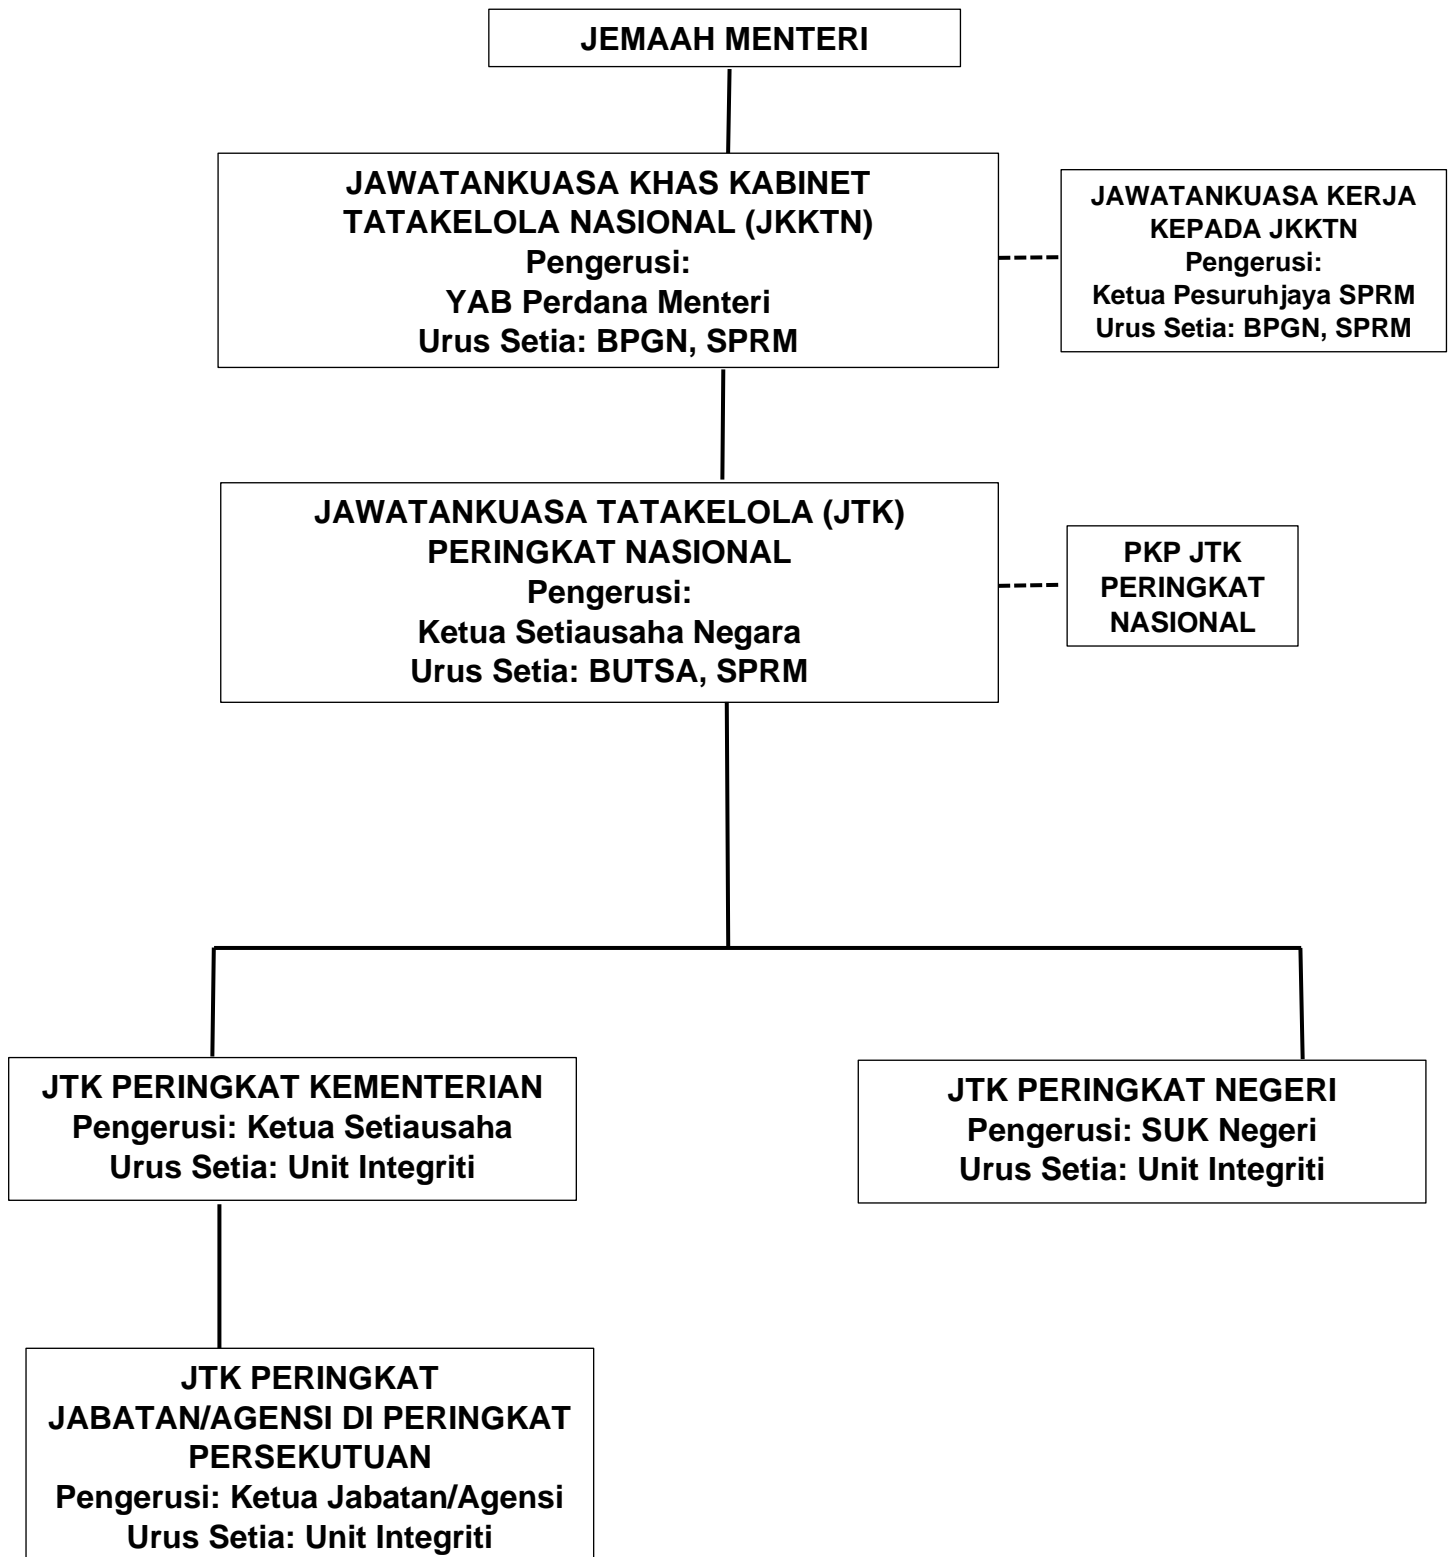 JEMAAH MENTERI
JAWATANKUASA KHAS KABINET
TATAKELOLA NASIONAL (JKKTN)
Pengerusi:
YAB Perdana Menteri
Urus Setia: BPGN, SPRM
JAWATANKUASA KERJA
KEPADA JKKTN
Pengerusi:
Ketua Pesuruhjaya SPRM
Urus Setia: BPGN, SPRM
JAWATANKUASA TATAKELOLA (JTK)
PERINGKAT NASIONAL
Pengerusi:
Ketua Setiausaha Negara
Urus Setia: BUTSA, SPRM
PKP JTK
PERINGKAT
NASIONAL
JTK PERINGKAT KEMENTERIAN
Pengerusi: Ketua Setiausaha
Urus Setia: Unit Integriti
JTK PERINGKAT NEGERI
Pengerusi: SUK Negeri
Urus Setia: Unit Integriti
JTK PERINGKAT
JABATAN/AGENSI DI PERINGKAT
PERSEKUTUAN
Pengerusi: Ketua Jabatan/Agensi
Urus Setia: Unit Integriti